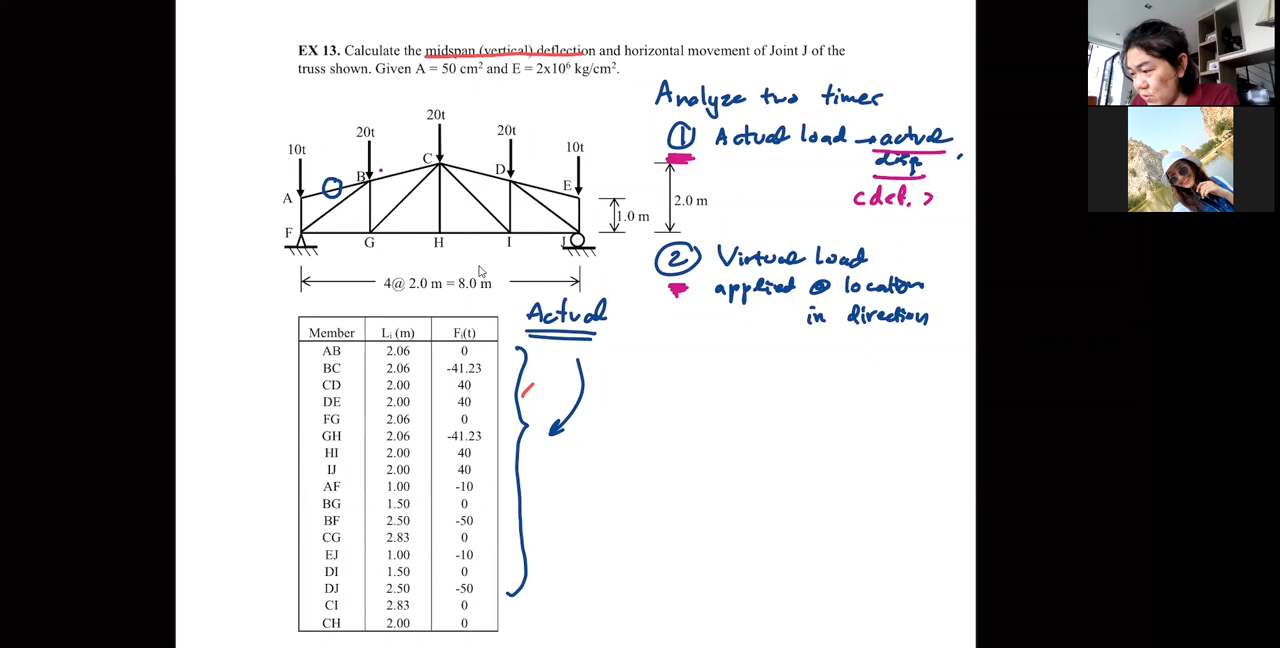 EX 13. Calculate the midspan (vertical) deflection and horizontal movement of Joint J of the
truss shown. Given A = 50 cm² and E = 2x10⁶ kg/cm².
Analyze two times
① Actual load → actual
disp.
(def.)
② Virtual Load
applied @ location
in direction
20t
20t
20t
10t
10t
C
B
D
A
E
2.0 m
1.0 m
F
G
H
I
J
4@ 2.0 m = 8.0 m
Actual
Member Li (m) Fi(t)
AB 2.06 0
BC 2.06 -41.23
CD 2.00 40
DE 2.00 40
FG 2.06 0
GH 2.06 -41.23
HI 2.00 40
IJ 2.00 40
AF 1.00 -10
BG 1.50 0
BF 2.50 -50
CG 2.83 0
EJ 1.00 -10
DI 1.50 0
DJ 2.50 -50
CI 2.83 0
CH 2.00 0